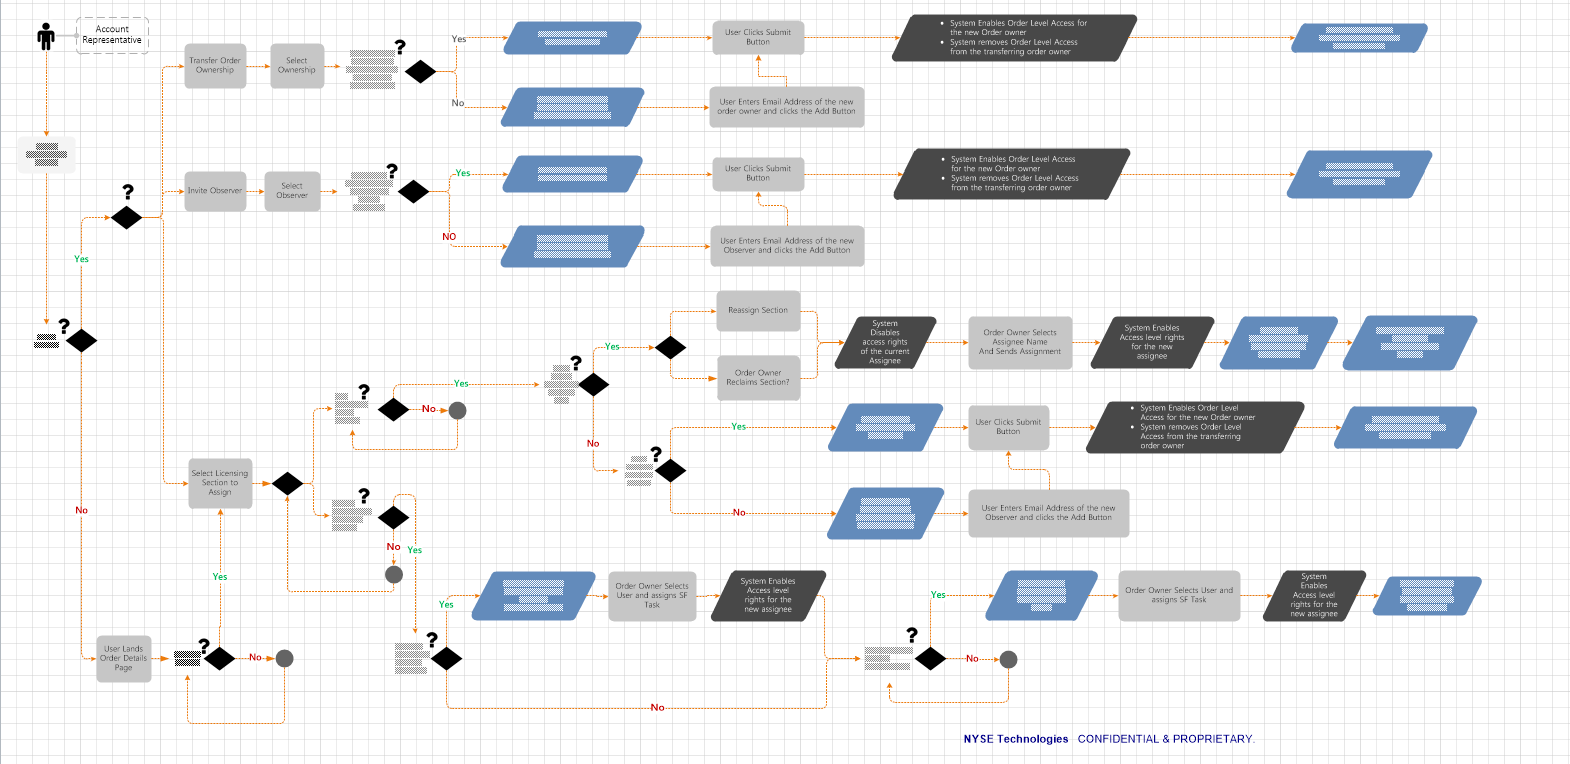 Account
Representative
Transfer Order
Ownership
Select
Ownership
?
Yes
No
User Clicks Submit
Button
User Enters Email Address of the new
order owner and clicks the Add Button
• System Enables Order Level Access for
the new Order owner
• System removes Order Level Access
from the transferring order owner
?
Invite Observer
Select
Observer
?
Yes
NO
User Clicks Submit
Button
User Enters Email Address of the new
Observer and clicks the Add Button
• System Enables Order Level Access
for the new Order owner
• System removes Order Level Access
from the transferring order owner
Yes
?
No
Reassign Section
Order Owner
Reclaims Section?
System
Disables
access rights
of the current
Assignee
Order Owner Selects
Assignee Name
And Sends Assignment
System Enables
Access level rights
for the new
assignee
?
Yes
No
?
Yes
No
?
Yes
No
User Clicks Submit
Button
User Enters Email Address of the new
Observer and clicks the Add Button
• System Enables Order Level
Access for the new Order owner
• System removes Order Level
Access from the transferring
order owner
Select Licensing
Section to
Assign
?
No
Yes
Yes
User Lands
Order Details
Page
?
No
?
Yes
No
Order Owner Selects
User and assigns SF
Task
System Enables
Access level
rights for the new
assignee
?
Yes
No
Order Owner Selects User and
assigns SF Task
System
Enables
Access level
rights for the
new assignee
NYSE Technologies CONFIDENTIAL & PROPRIETARY.